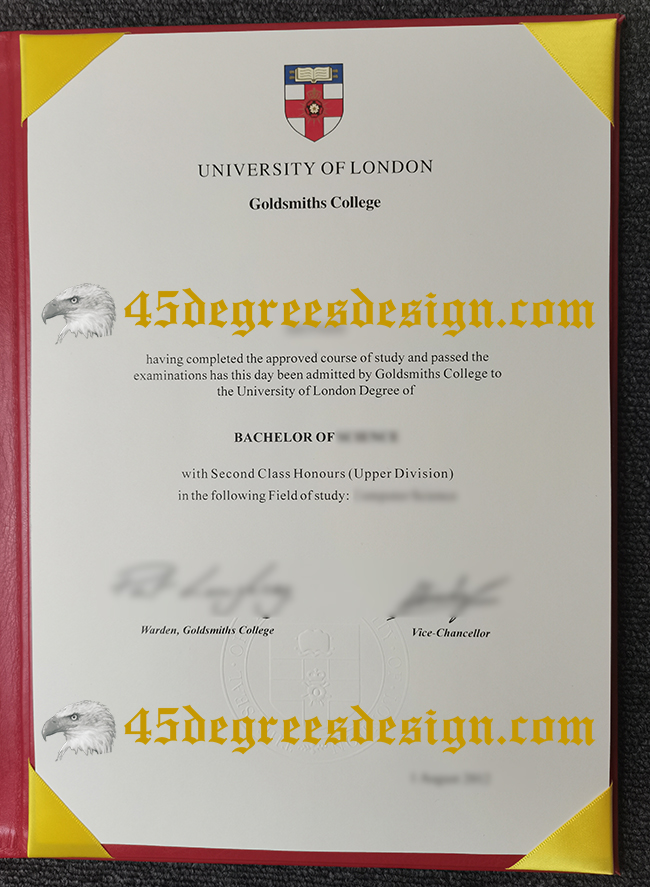 UNIVERSITY OF LONDON
Goldsmiths College
45degreesdesign.com
having completed the approved course of study and passed the
examinations has this day been admitted by Goldsmiths College to
the University of London Degree of
BACHELOR OF
with Second Class Honours (Upper Division)
in the following Field of study:
Warden, Goldsmiths College
Vice-Chancellor
45degreesdesign.com